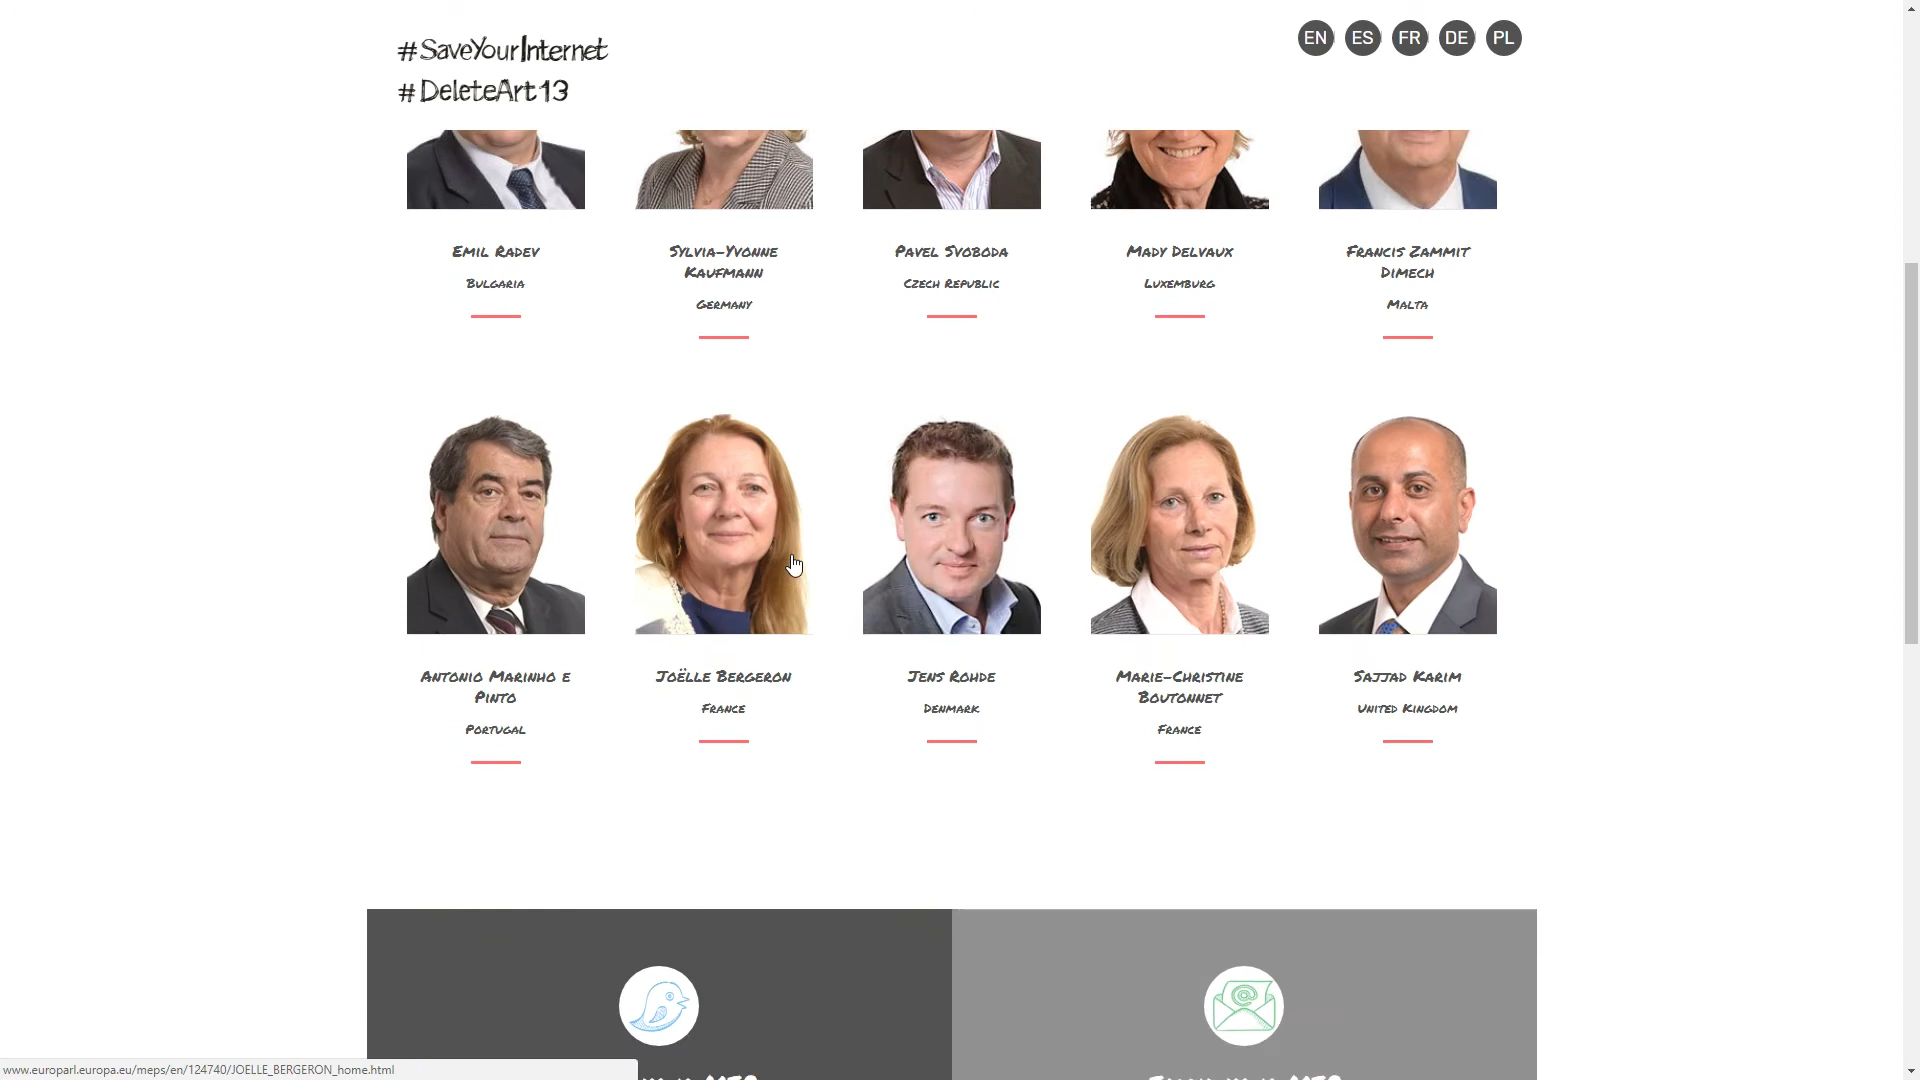 #SaveYourInternet
#DeleteArt13
EN ES FR DE PL
Emil Radev
Bulgaria
Sylvia-Yvonne
Kaufmann
Germany
Pavel Svoboda
Czech Republic
Mady Delvaux
Luxemburg
Francis Zammit
Dimech
Malta
Antonio Marinho e
Pinto
Portugal
Joëlle Bergeron
France
Jens Rohde
Denmark
Marie-Christine
Boutonnet
France
Sajjad Karim
United Kingdom
www.europarl.europa.eu/meps/en/124740/JOELLE_BERGERON_home.html